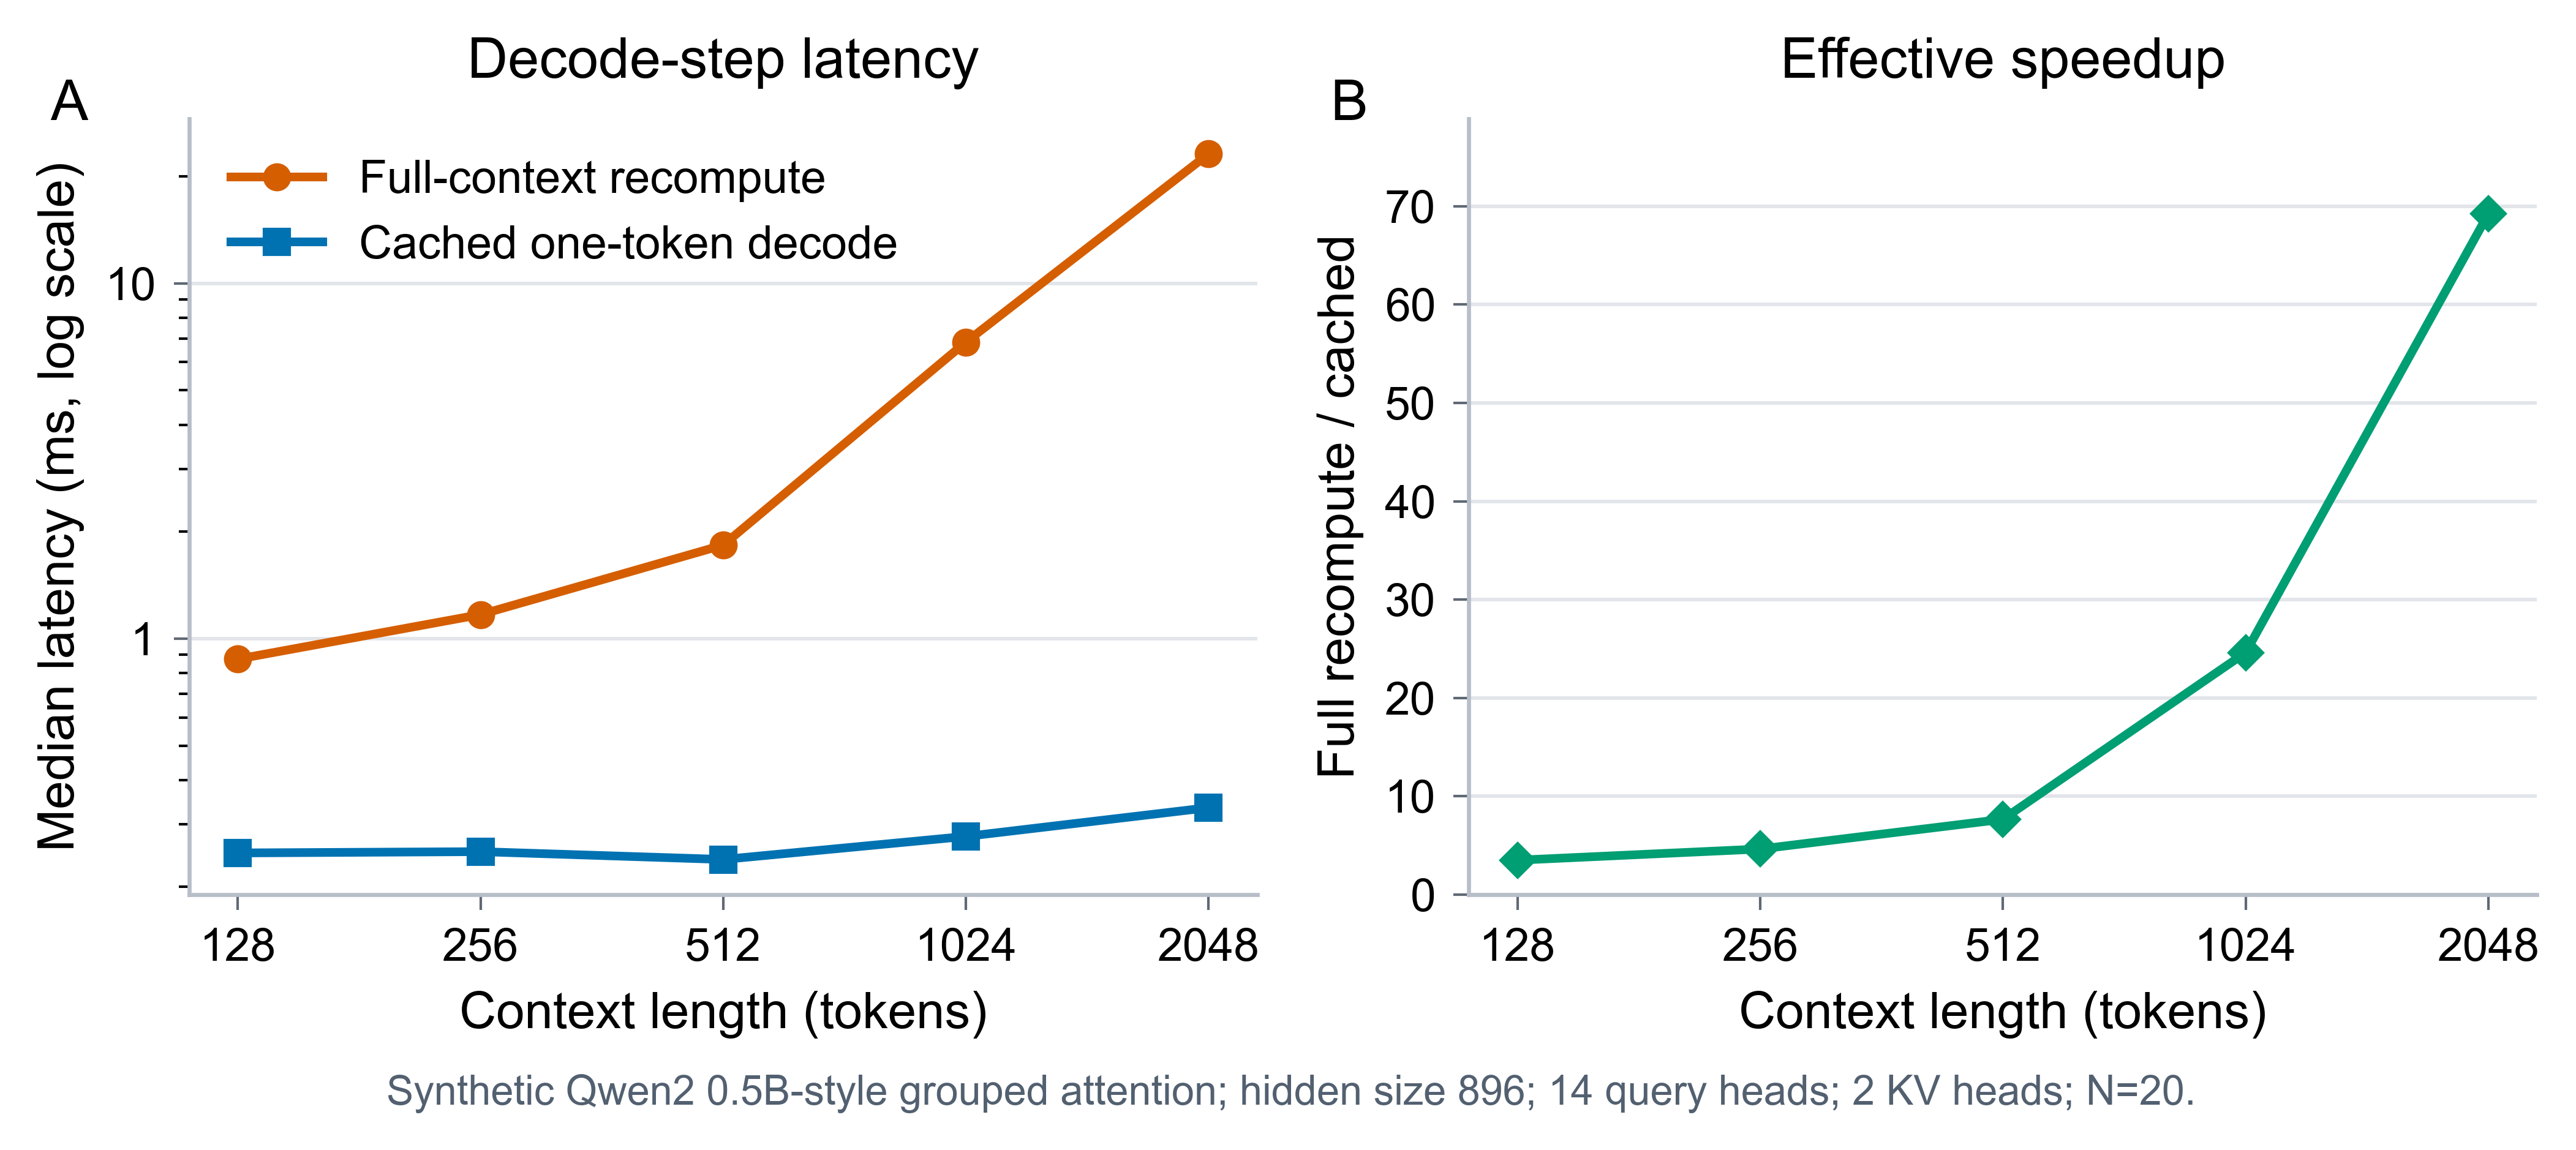 Decode-step latency
A
Full-context recompute
Cached one-token decode
Median latency (ms, log scale)
10
1
128 256 512 1024 2048
Context length (tokens)
Effective speedup
B
Full recompute / cached
70
60
50
40
30
20
10
0
128 256 512 1024 2048
Context length (tokens)
Synthetic Qwen2 0.5B-style grouped attention; hidden size 896; 14 query heads; 2 KV heads; N=20.